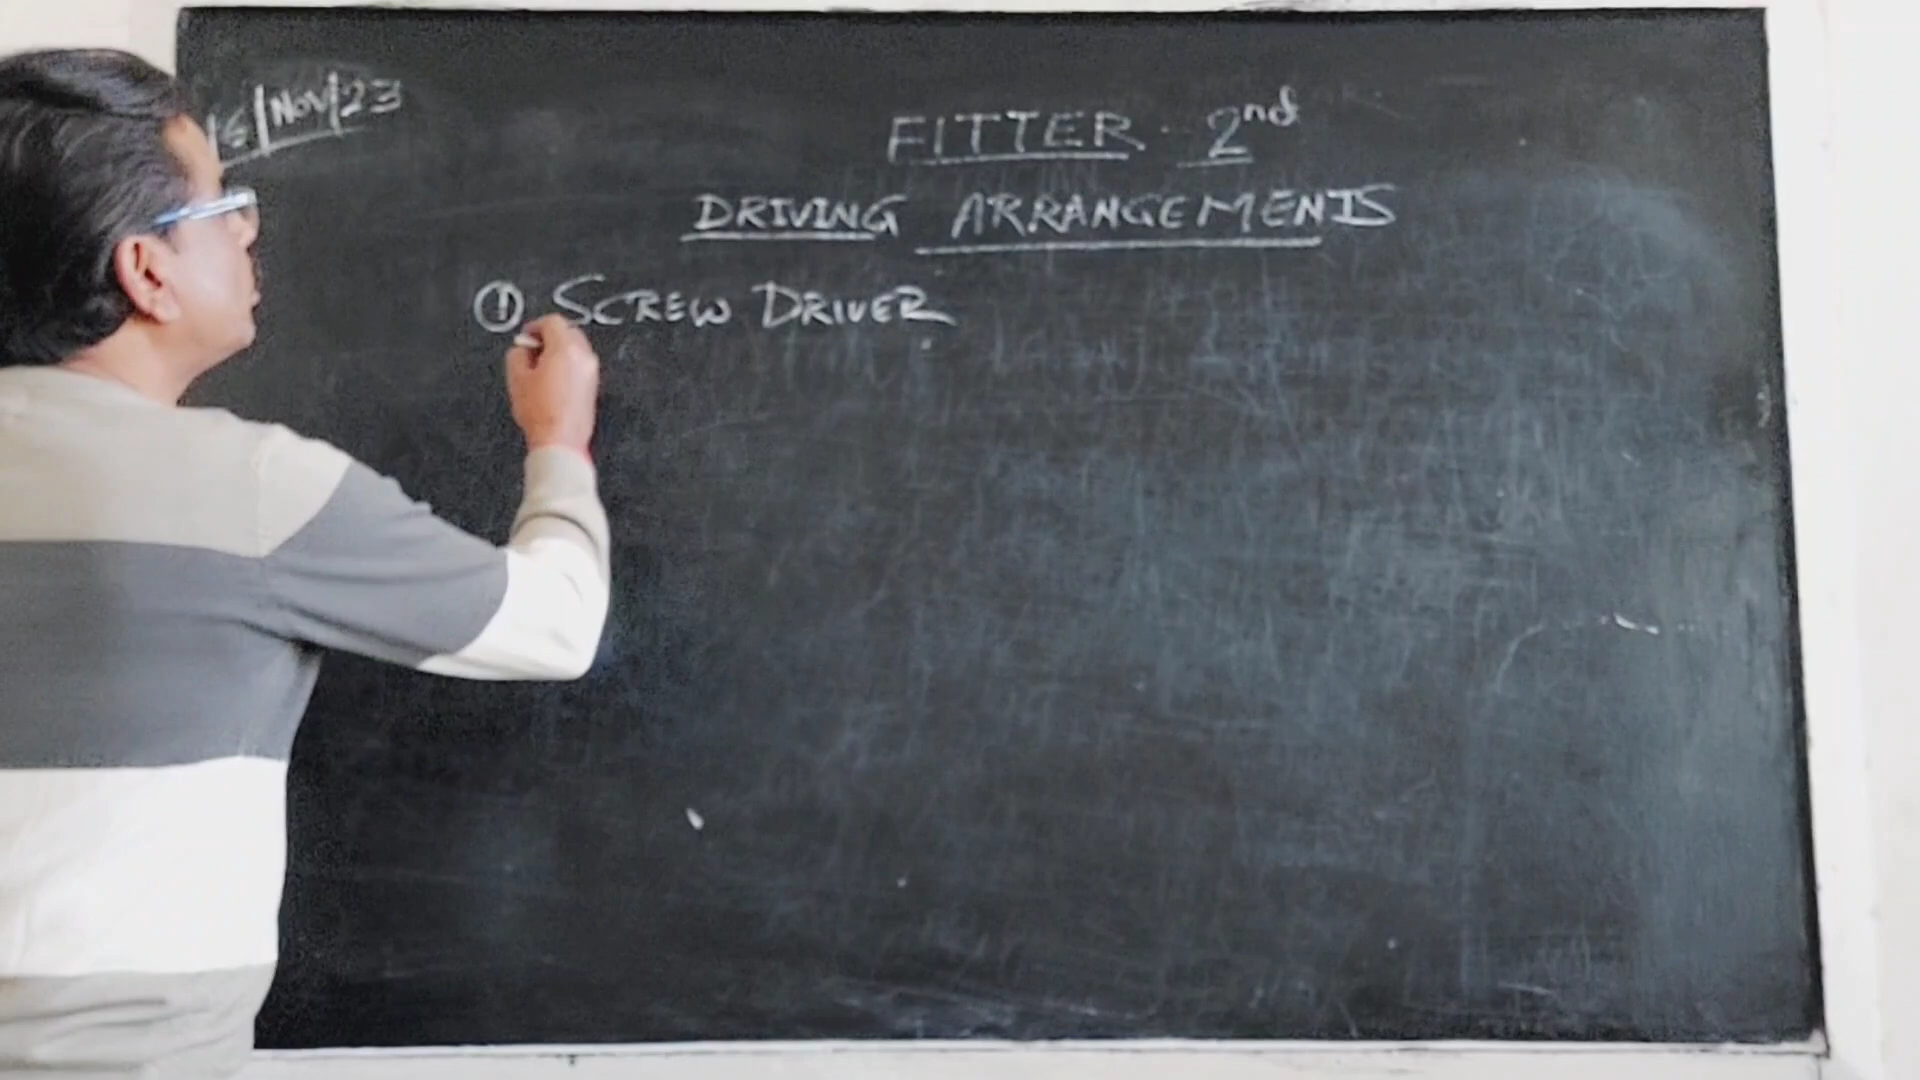 16/Nov/23
FITTER 2nd
DRIVING ARRANGEMENTS
① SCREW DRIVER